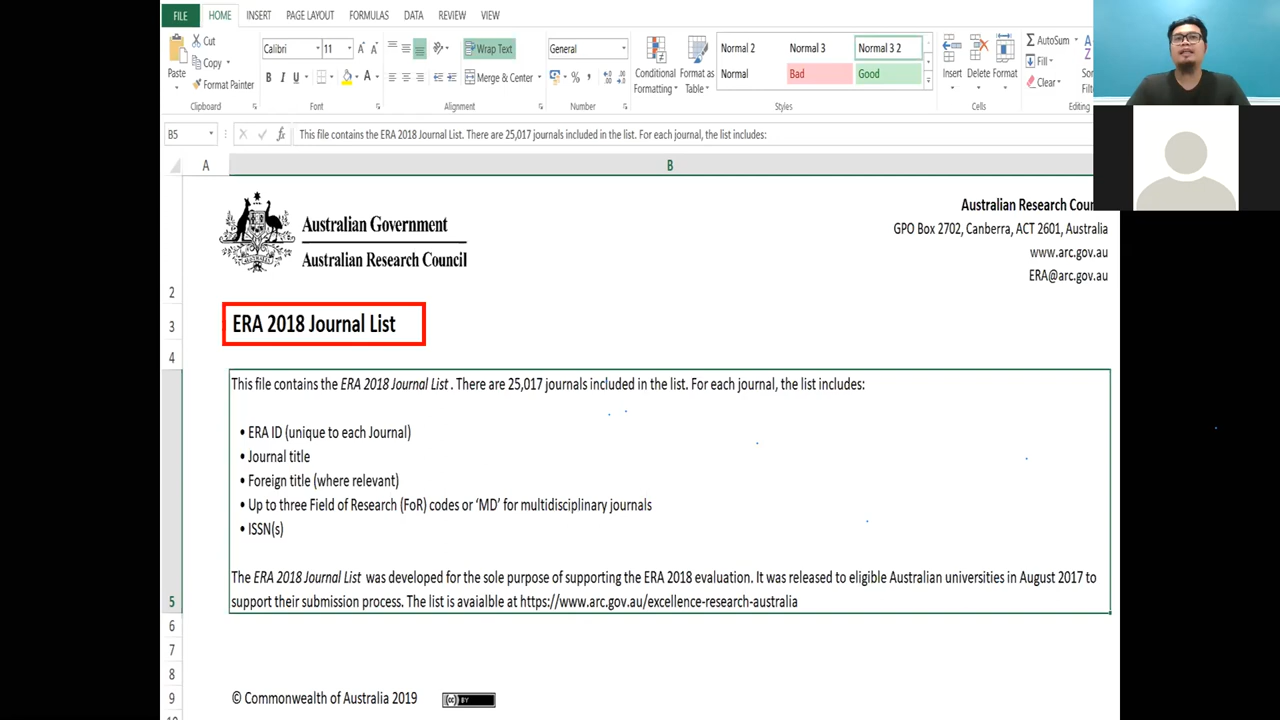 FILE HOME INSERT PAGE LAYOUT FORMULAS DATA REVIEW VIEW
Cut
Copy
Format Painter
Paste
Clipboard
Calibri 11
B I U
Font
Wrap Text
Merge & Center
Alignment
General
% ,
Number
Conditional Formatting
Format as Table
Normal 2 Normal 3 Normal 3 2
Normal Bad Good
Styles
Insert Delete Format
Cells
AutoSum
Fill
Clear
Editing
B5 fx This file contains the ERA 2018 Journal List. There are 25,017 journals included in the list. For each journal, the list includes:
A B
Australian Government
Australian Research Council
GPO Box 2702, Canberra, ACT 2601, Australia
www.arc.gov.au
ERA@arc.gov.au
2
3 ERA 2018 Journal List
4
This file contains the ERA 2018 Journal List . There are 25,017 journals included in the list. For each journal, the list includes:
• ERA ID (unique to each Journal)
• Journal title
• Foreign title (where relevant)
• Up to three Field of Research (FoR) codes or ‘MD’ for multidisciplinary journals
• ISSN(s)
The ERA 2018 Journal List was developed for the sole purpose of supporting the ERA 2018 evaluation. It was released to eligible Australian universities in August 2017 to
5 support their submission process. The list is avaialble at https://www.arc.gov.au/excellence-research-australia
6
7
8
9 © Commonwealth of Australia 2019 cc BY